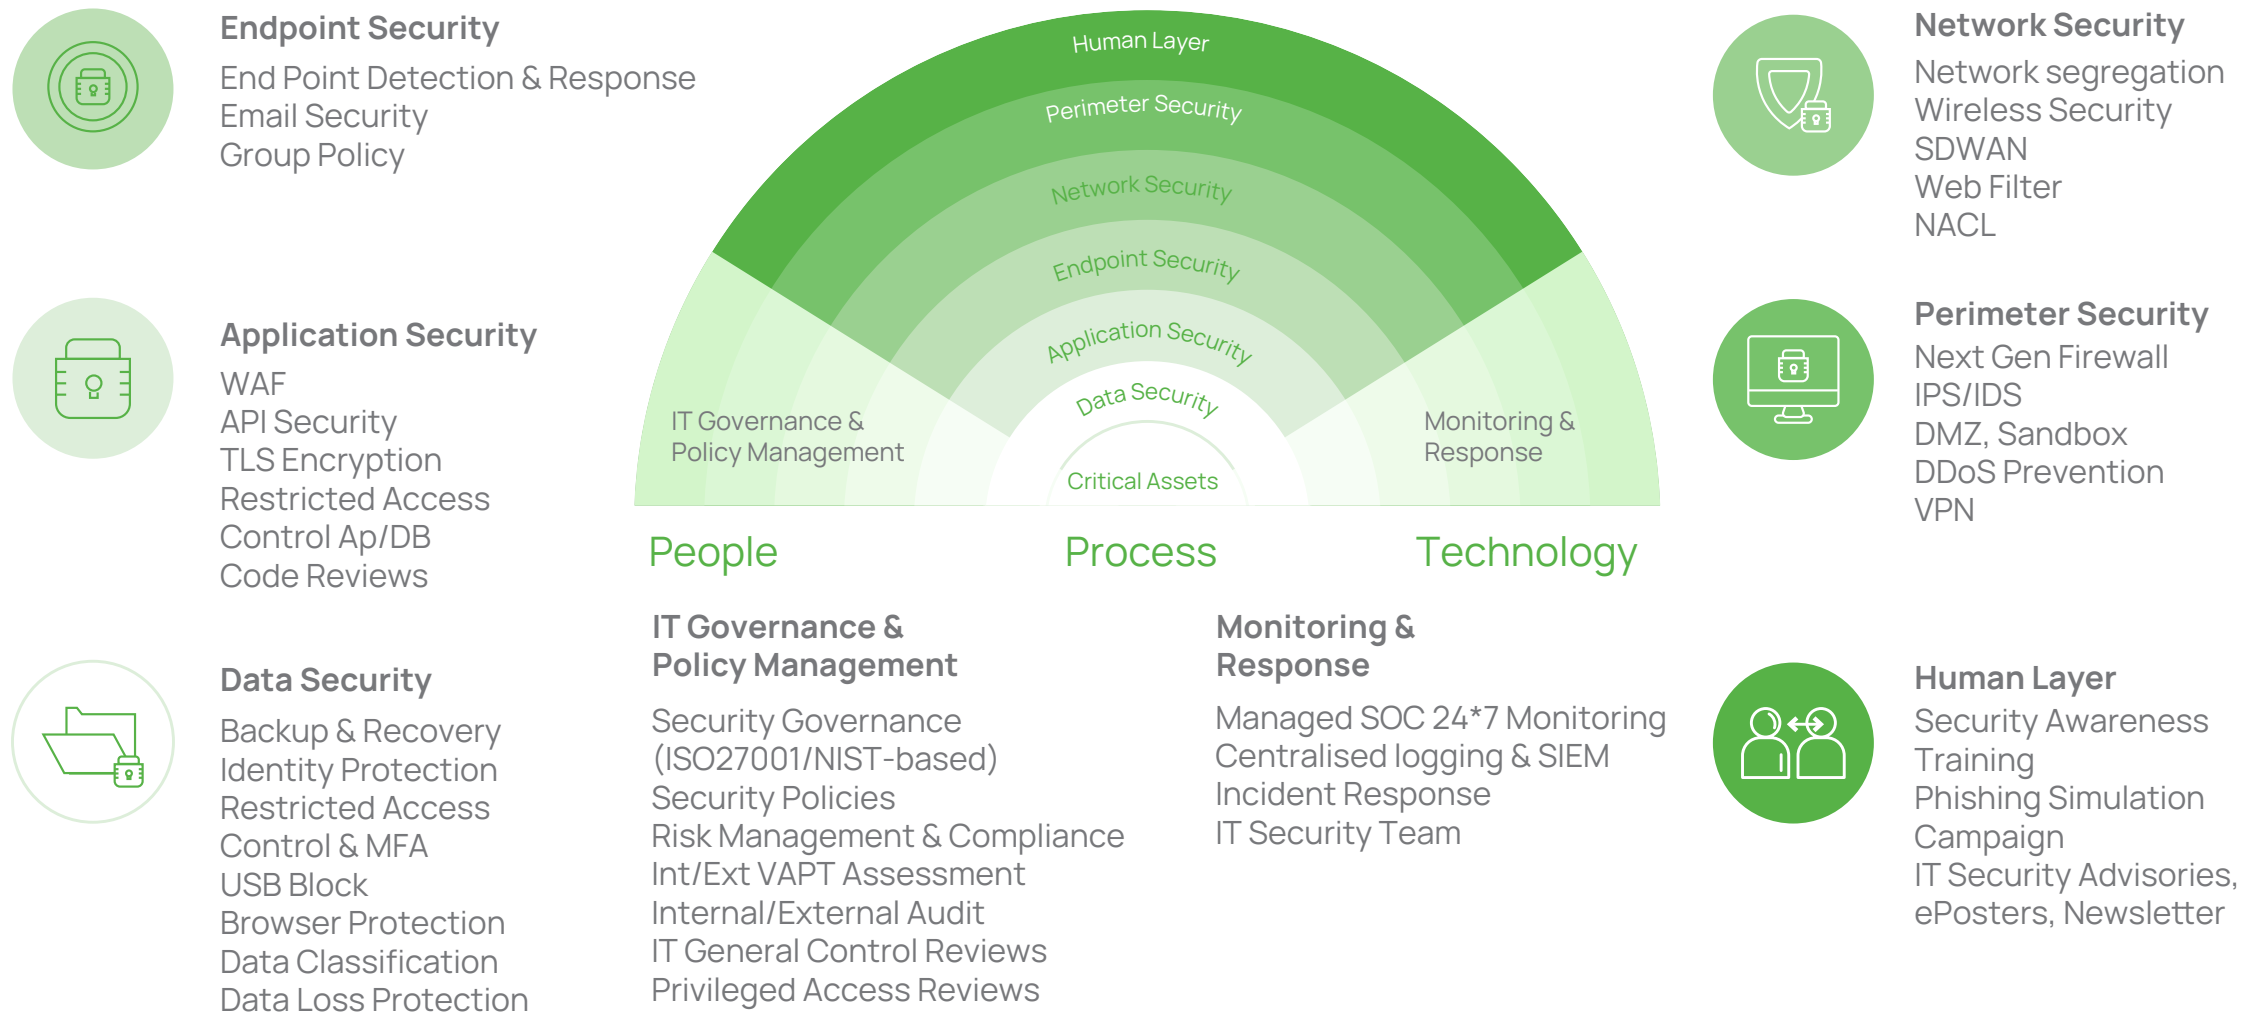 Endpoint Security
End Point Detection & Response
Email Security
Group Policy
Application Security
WAF
API Security
TLS Encryption
Restricted Access
Control Ap/DB
Code Reviews
Data Security
Backup & Recovery
Identity Protection
Restricted Access
Control & MFA
USB Block
Browser Protection
Data Classification
Data Loss Protection
Human Layer
Perimeter Security
Network Security
Endpoint Security
Application Security
Data Security
Critical Assets
IT Governance &
Policy Management
Monitoring &
Response
People
Process
Technology
IT Governance &
Policy Management
Security Governance
(ISO27001/NIST-based)
Security Policies
Risk Management & Compliance
Int/Ext VAPT Assessment
Internal/External Audit
IT General Control Reviews
Privileged Access Reviews
Monitoring &
Response
Managed SOC 24*7 Monitoring
Centralised logging & SIEM
Incident Response
IT Security Team
Network Security
Network segregation
Wireless Security
SDWAN
Web Filter
NACL
Perimeter Security
Next Gen Firewall
IPS/IDS
DMZ, Sandbox
DDoS Prevention
VPN
Human Layer
Security Awareness
Training
Phishing Simulation
Campaign
IT Security Advisories,
ePosters, Newsletter